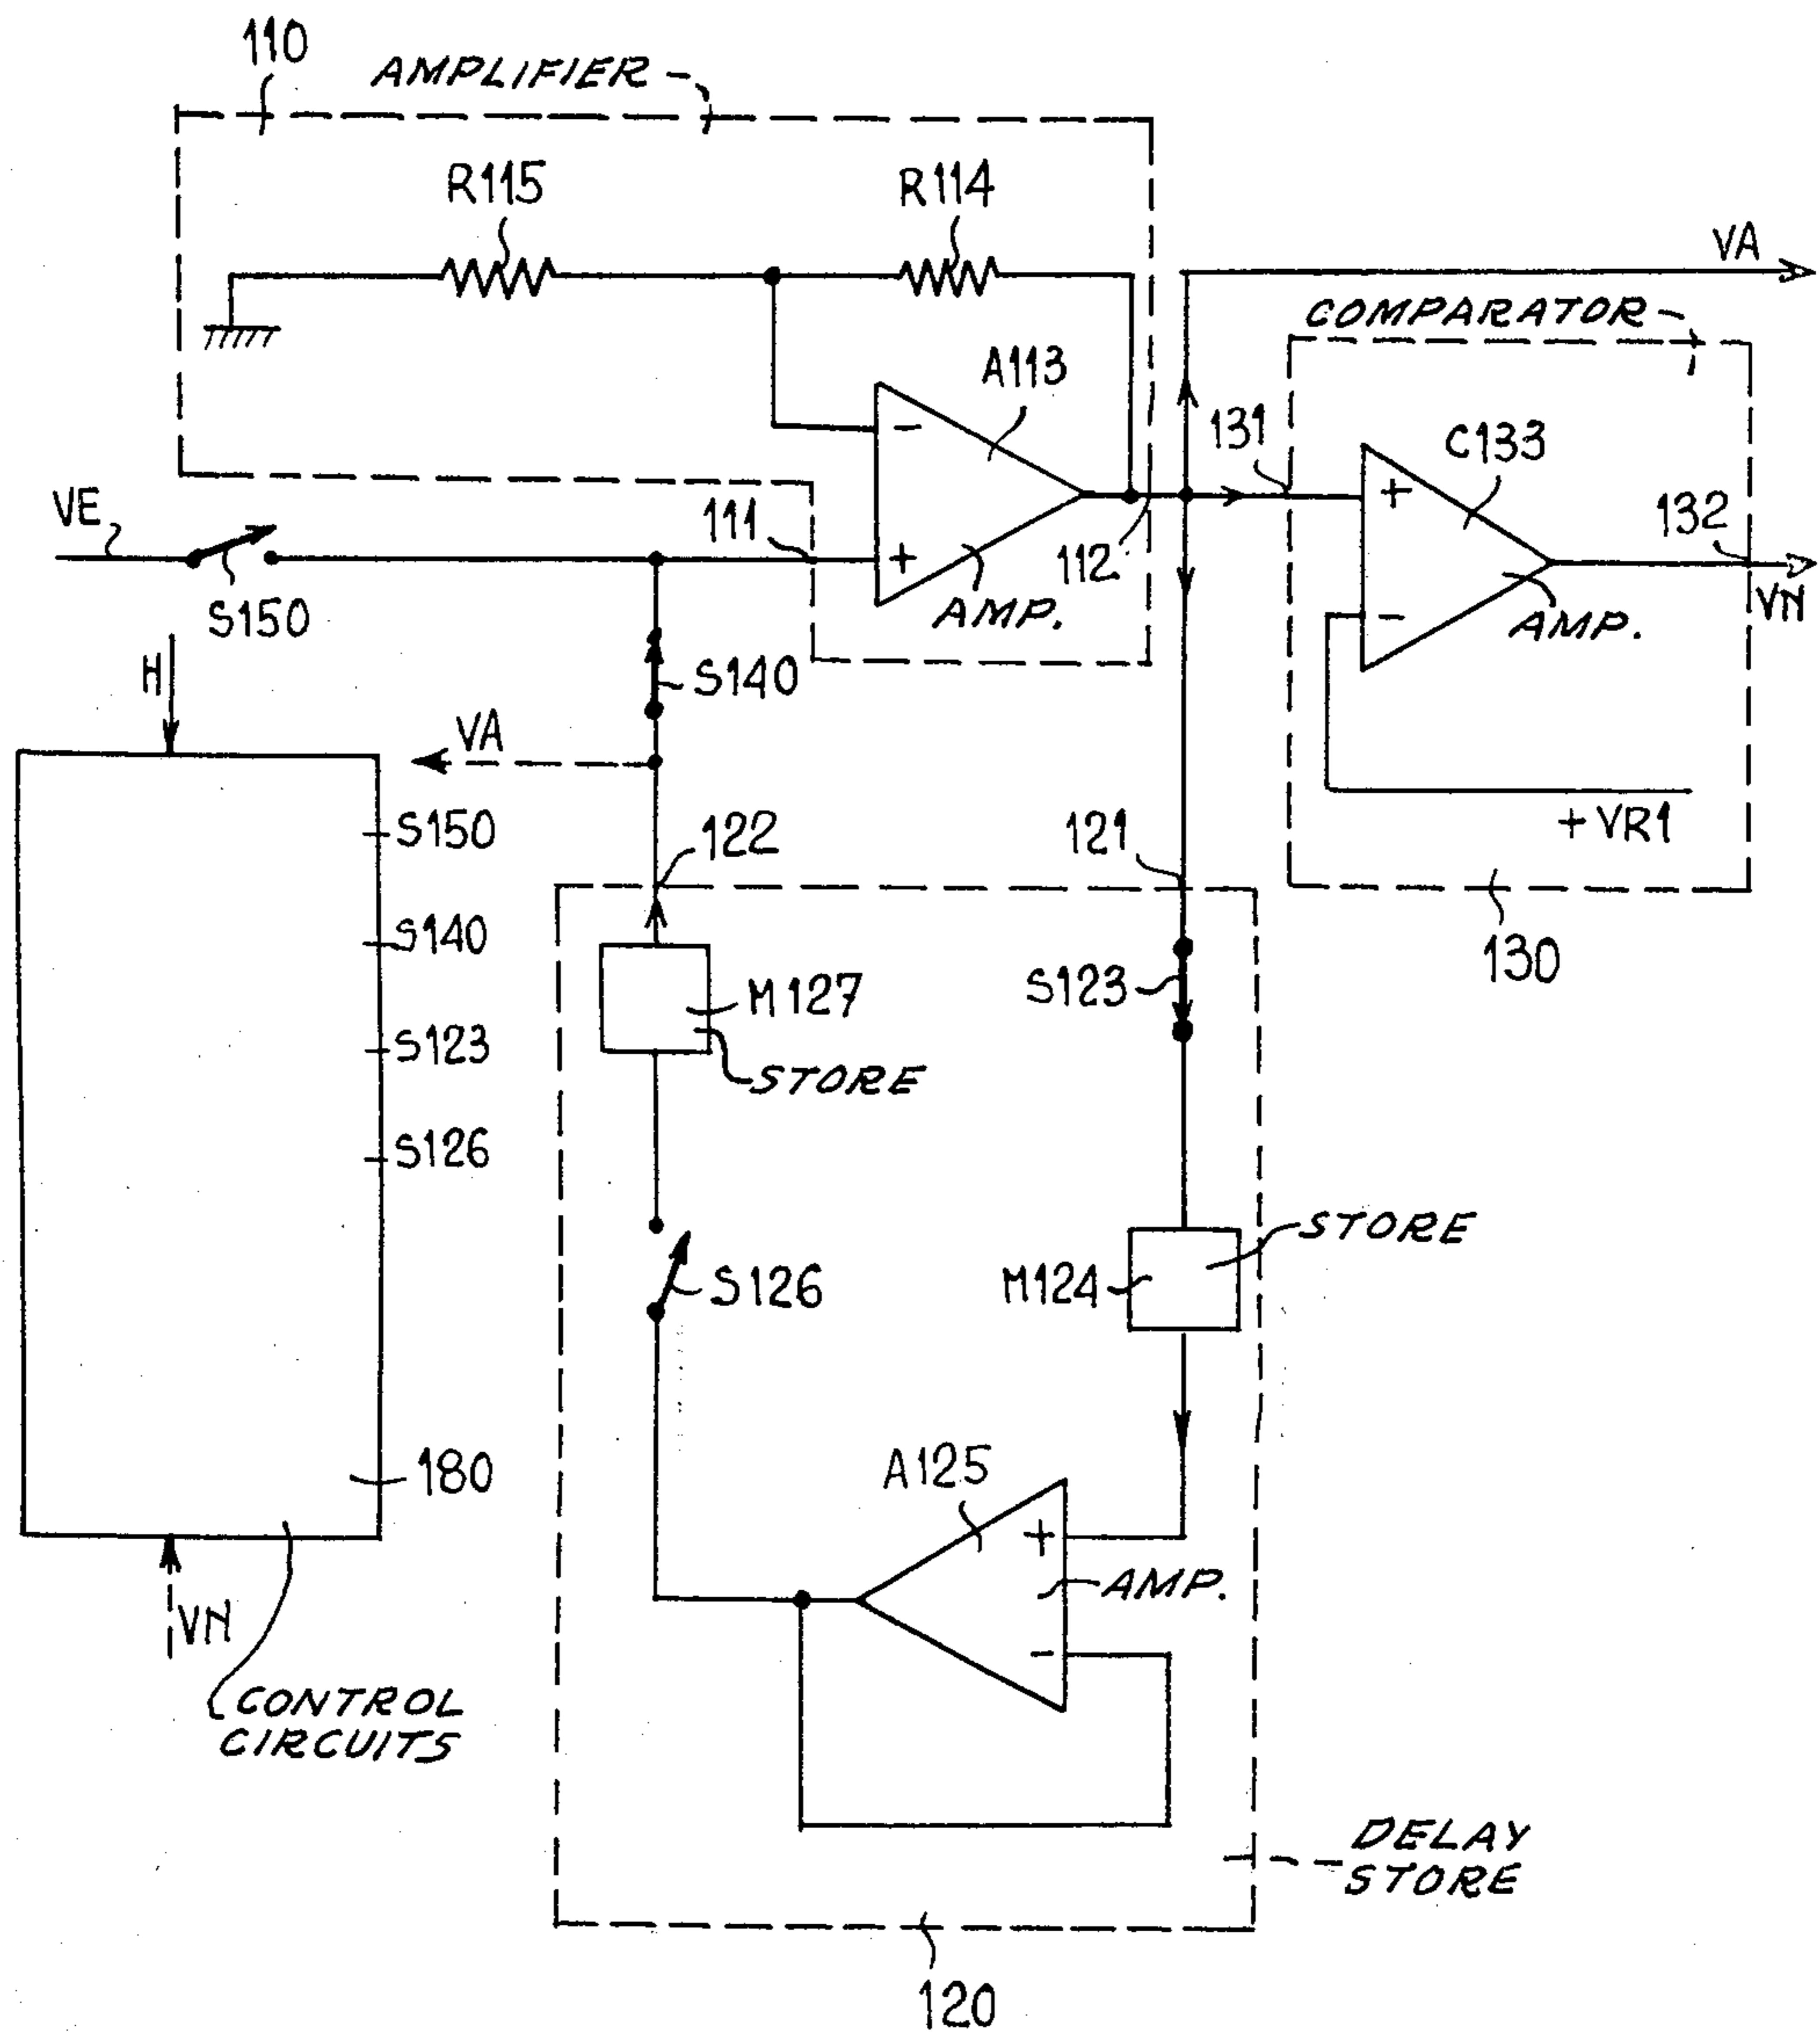 110
AMPLIFIER
R115
R114
VA
COMPARATOR
A113
131
C133
VE
111
112
132
-
+
+
-
S150
AMP.
AMP.
VN
H
S140
VA
+VR1
S150
122
121
S140
130
M127
S123
S123
STORE
S126
STORE
S126
M124
A125
180
+
AMP.
-
VN
CONTROL
CIRCUITS
DELAY
STORE
120